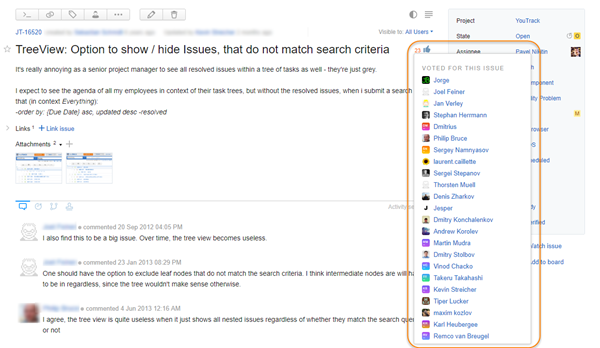 JT-16520
Visible to: All Users
TreeView: Option to show / hide Issues, that do not match search criteria
23
It's really annoying as a senior project manager to see all resolved issues within a tree of tasks as well - they're just grey.
I expect to see the agenda of all my employees in context of their task trees, but without the resolved issues, when i submit a search
that (in context Everything):
-order by: {Due Date} asc, updated desc -resolved
Links 1 + Link issue
Attachments 2
Activity se
commented 20 Sep 2012 04:05 PM
I also find this to be a big issue. Over time, the tree view becomes useless.
commented 23 Jan 2013 08:29 PM
One should have the option to exclude leaf nodes that do not match the search criteria. I think intermediate nodes are will ha
to be in regardless, since the tree wouldn't make sense otherwise.
commented 4 Jun 2013 12:16 AM
I agree, the tree view is quite useless when it just shows all nested issues regardless of whether they match the search que
or not
VOTED FOR THIS ISSUE
Jorge
Joel Feiner
Jan Verley
Stephan Herrmann
Dmitrius
Philip Bruce
Sergey Namnyasov
laurent.caillette
Sergei Stepanov
Thorsten Muell
Denis Zharkov
Jesper
Dmitry Konchalenkov
Andrew Korolev
Martin Mudra
Dmitry Stolbov
Vinod Chacko
Takeru Takahashi
Kevin Streicher
Tiper Lucker
maxim kozlov
Karl Heubergee
Remco van Breugel
Project YouTrack
State Open O
Assignee Pavel Nikitin
mponent
bility Problem
M
rowser
OS
heduled
ay
erified
Watch issue
Add to board